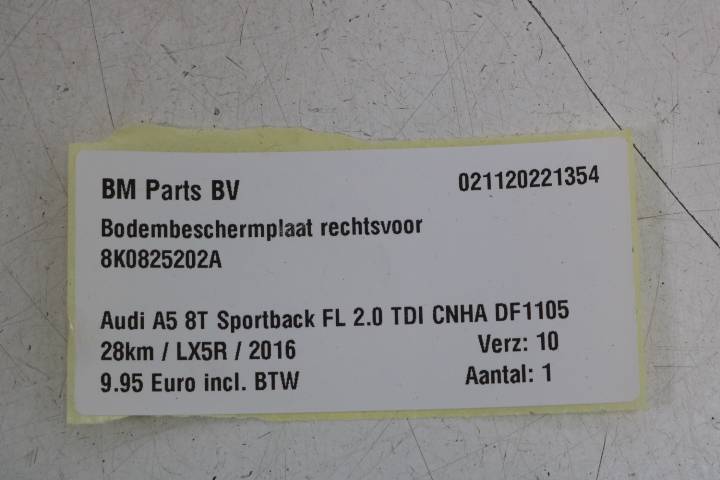 BM Parts BV 021120221354
Bodembeschermplaat rechtsvoor
8K0825202A
Audi A5 8T Sportback FL 2.0 TDI CNHA DF1105
28km / LX5R / 2016 Verz: 10
9.95 Euro incl. BTW Aantal: 1